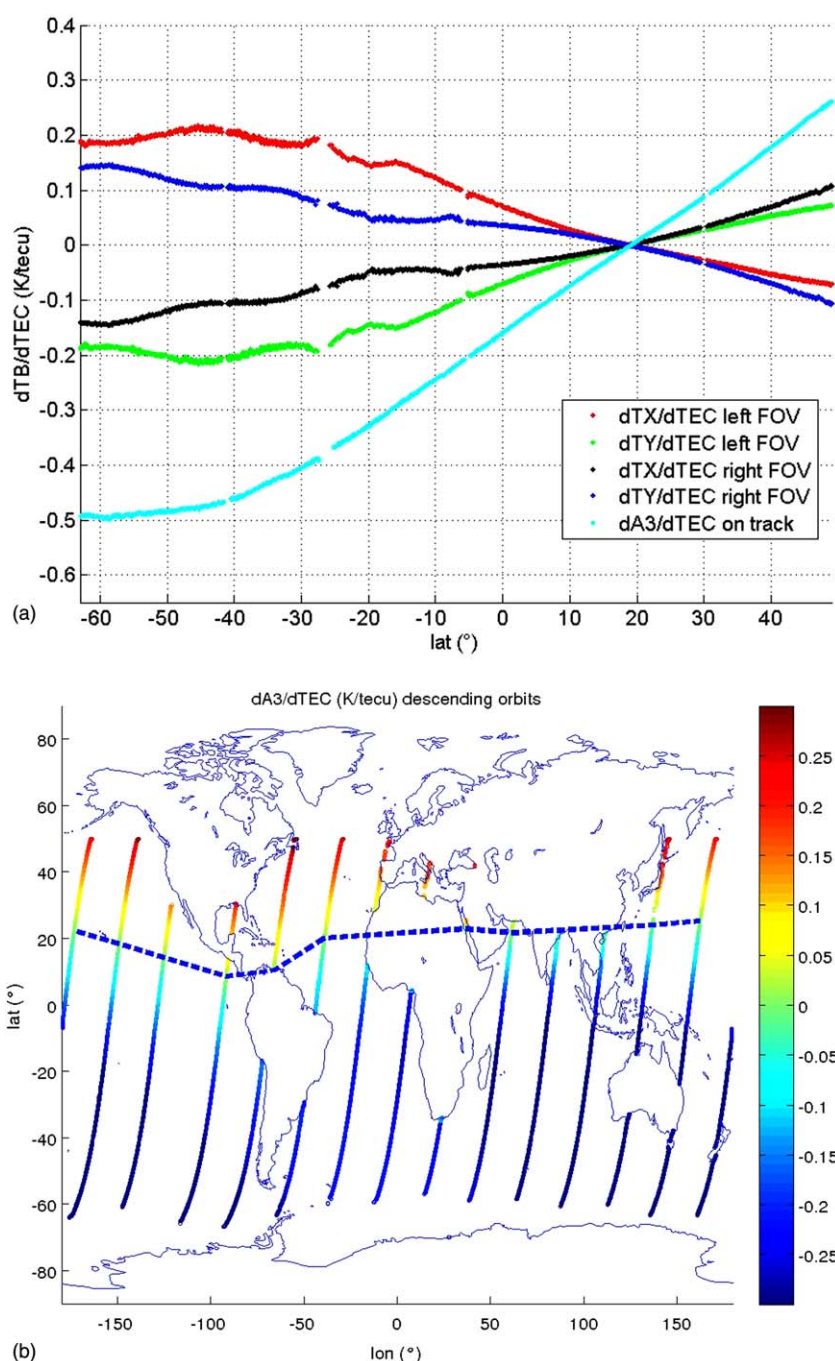 0.4
0.3
0.2
0.1
0
-0.1
-0.2
-0.3
-0.4
-0.5
-0.6
dTB/dTEC (K/tecu)
dTX/dTEC left FOV
dTY/dTEC left FOV
dTX/dTEC right FOV
dTY/dTEC right FOV
dA3/dTEC on track
-60 -50 -40 -30 -20 -10 0 10 20 30 40
lat (°)
(a)
dA3/dTEC (K/tecu) descending orbits
80
60
40
20
0
-20
-40
-60
-80
lat (°)
0.25
0.2
0.15
0.1
0.05
0
-0.05
-0.1
-0.15
-0.2
-0.25
-150 -100 -50 0 50 100 150
lon (°)
(b)